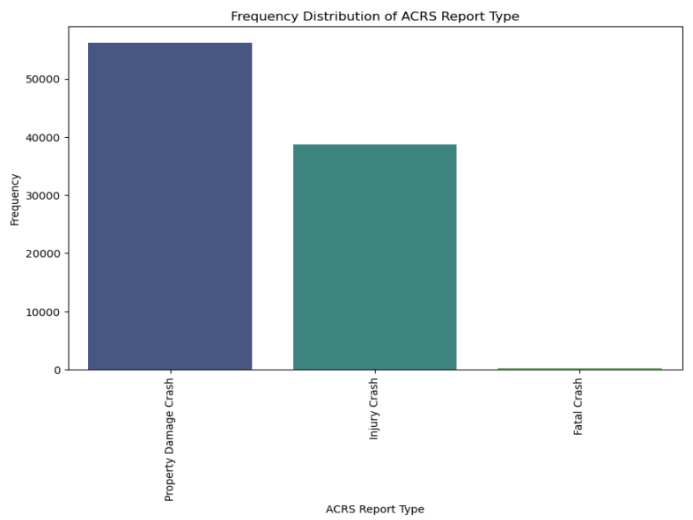 Frequency Distribution of ACRS Report Type
Frequency
50000
40000
30000
20000
10000
0
Property Damage Crash
Injury Crash
Fatal Crash
ACRS Report Type